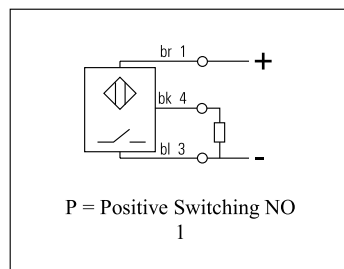 br 1
+
bk 4
bl 3
-
P = Positive Switching NO
1